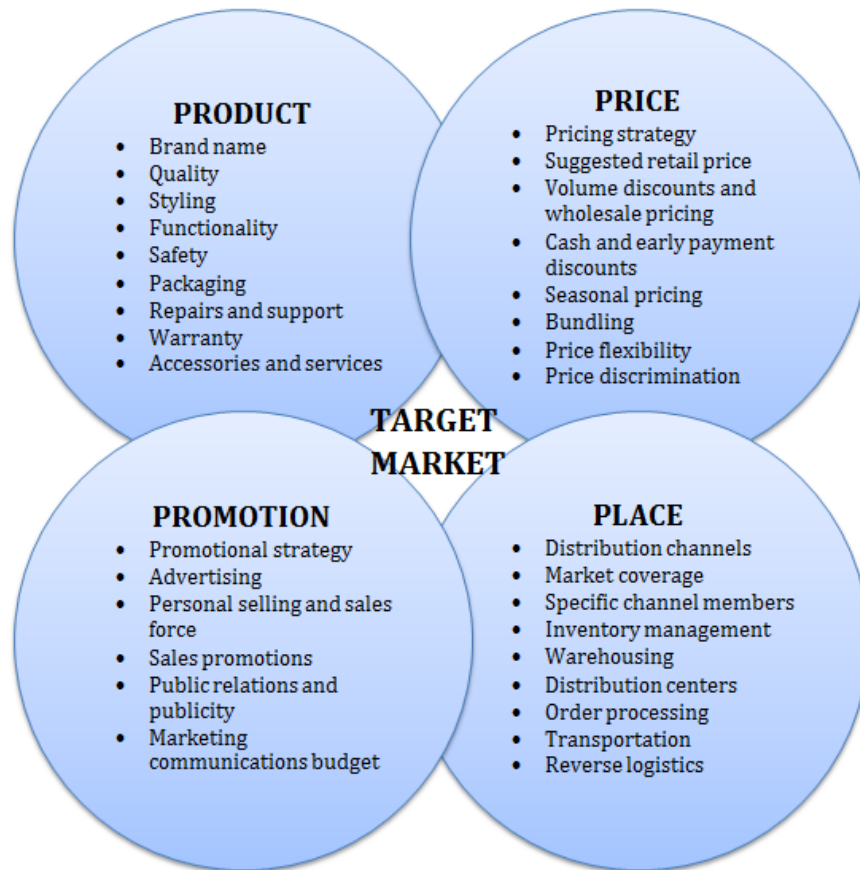 PRODUCT
• Brand name
• Quality
• Styling
• Functionality
• Safety
• Packaging
• Repairs and support
• Warranty
• Accessories and services
PRICE
• Pricing strategy
• Suggested retail price
• Volume discounts and
wholesale pricing
• Cash and early payment
discounts
• Seasonal pricing
• Bundling
• Price flexibility
• Price discrimination
TARGET
MARKET
PROMOTION
• Promotional strategy
• Advertising
• Personal selling and sales
force
• Sales promotions
• Public relations and
publicity
• Marketing
communications budget
PLACE
• Distribution channels
• Market coverage
• Specific channel members
• Inventory management
• Warehousing
• Distribution centers
• Order processing
• Transportation
• Reverse logistics